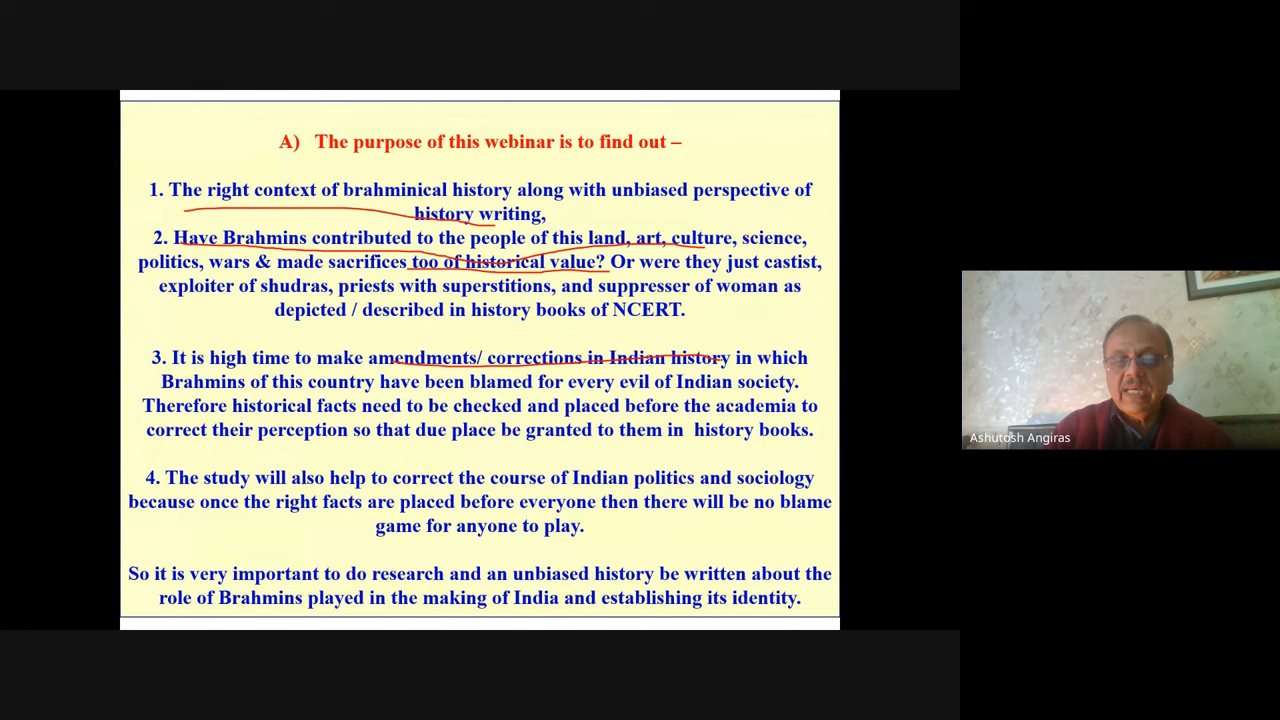 A) The purpose of this webinar is to find out –
1. The right context of brahminical history along with unbiased perspective of
history writing,
2. Have Brahmins contributed to the people of this land, art, culture, science,
politics, wars & made sacrifices too of historical value? Or were they just castist,
exploiter of shudras, priests with superstitions, and suppresser of woman as
depicted / described in history books of NCERT.
3. It is high time to make amendments/ corrections in Indian history in which
Brahmins of this country have been blamed for every evil of Indian society.
Therefore historical facts need to be checked and placed before the academia to
correct their perception so that due place be granted to them in history books.
4. The study will also help to correct the course of Indian politics and sociology
because once the right facts are placed before everyone then there will be no blame
game for anyone to play.
So it is very important to do research and an unbiased history be written about the
role of Brahmins played in the making of India and establishing its identity.
Ashutosh Angiras